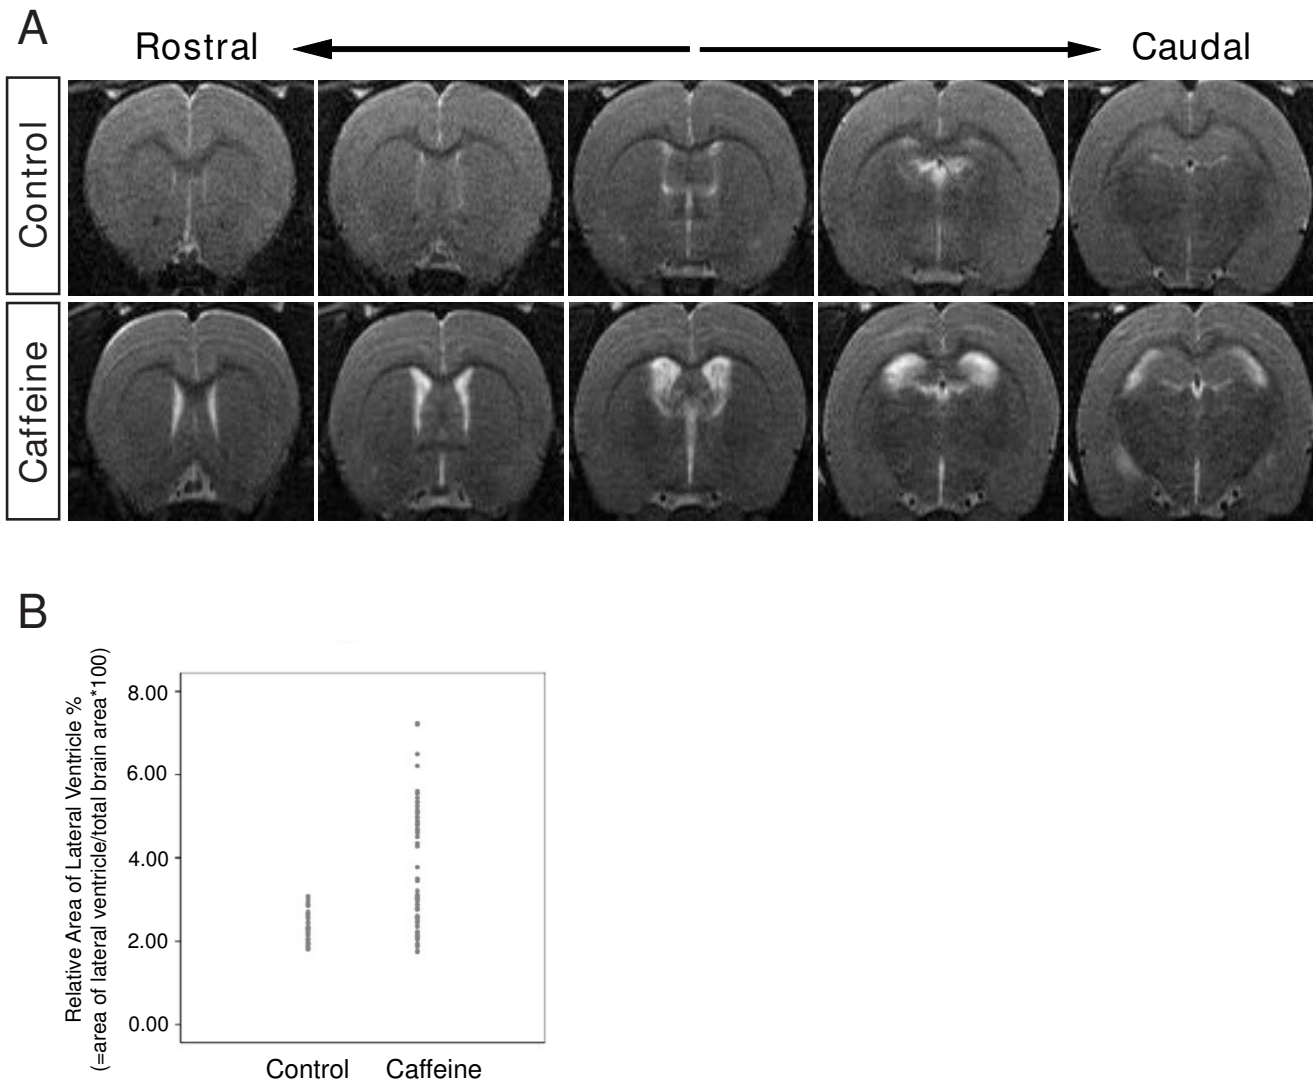 A
Rostral
Caudal
Control
Caffeine
B
Relative Area of Lateral Ventricle %
(=area of lateral ventricle/total brain area*100)
8.00
6.00
4.00
2.00
0.00
Control Caffeine